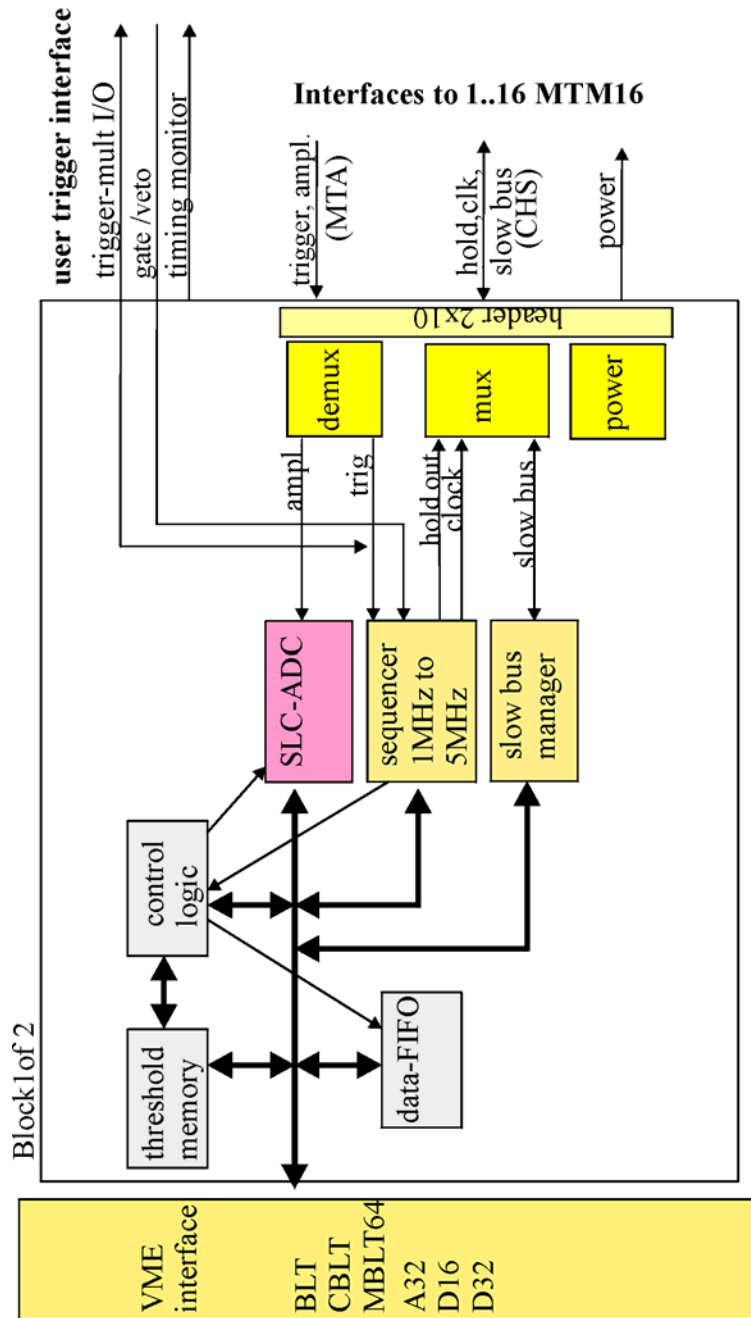 Block1of 2
user trigger interface
trigger-mult I/O
gate /veto
timing monitor
Interfaces to 1..16 MTM16
VME
interface
BLT
CBLT
MBLT64
A32
D16
D32
threshold
memory
control
logic
data-FIFO
SLC-ADC
sequencer
1MHz to
5MHz
slow bus
manager
ampl.
trig
hold out
clock
slow bus
demux
mux
power
header 2x10
trigger, ampl.
(MTA)
hold,clk,
slow bus
(CHS)
power